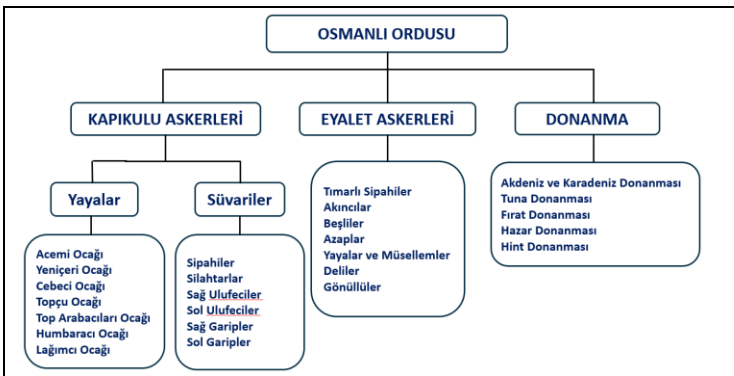 OSMANLI ORDUSU
KAPIKULU ASKERLERİ
EYALET ASKERLERİ
DONANMA
Yayalar
Süvariler
Acemi Ocağı
Yeniçeri Ocağı
Cebeci Ocağı
Topçu Ocağı
Top Arabacıları Ocağı
Humbaracı Ocağı
Lağımcı Ocağı
Sipahiler
Silahtarlar
Sağ Ulufeciler
Sol Ulufeciler
Sağ Garipler
Sol Garipler
Tımarlı Sipahiler
Akıncılar
Beşliler
Azaplar
Yayalar ve Müsellemler
Deliler
Gönüllüler
Akdeniz ve Karadeniz Donanması
Tuna Donanması
Fırat Donanması
Hazar Donanması
Hint Donanması